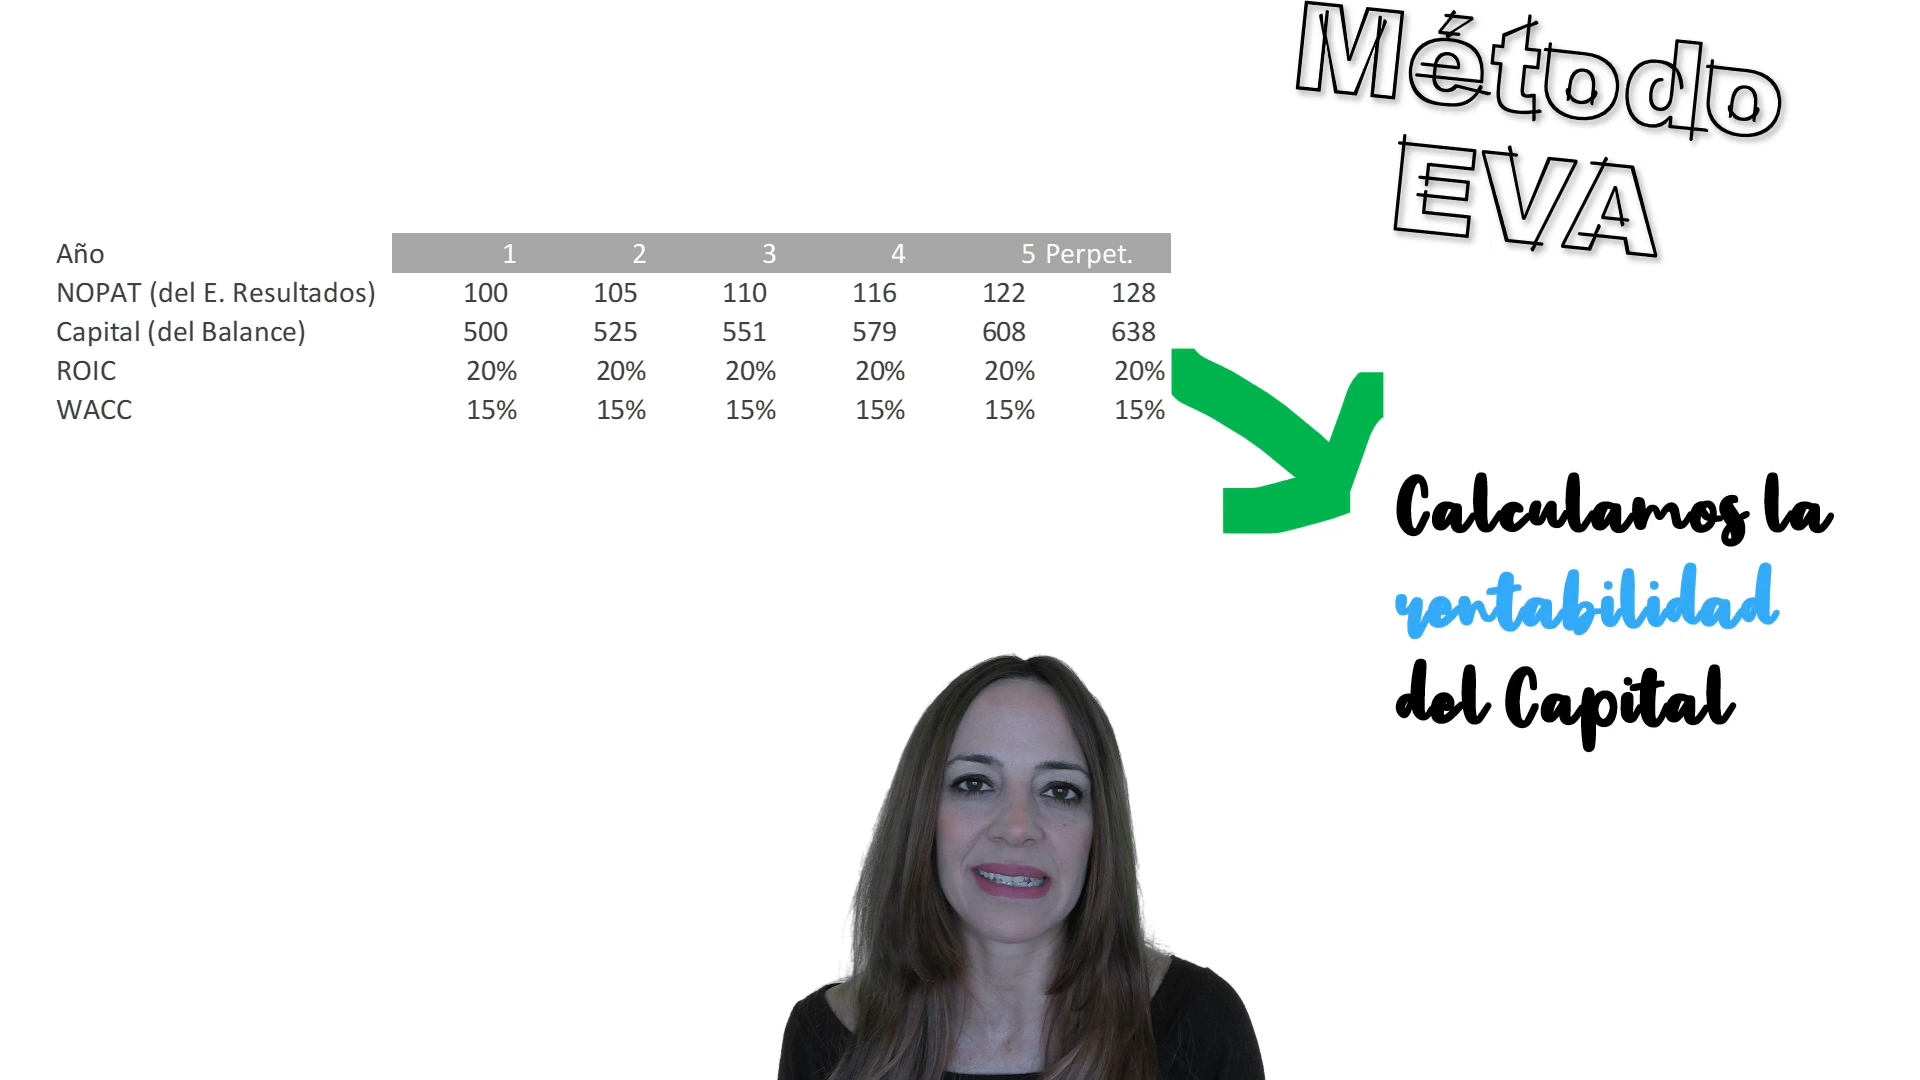 Método
EVA
Año 1 2 3 4 5 Perpet.
NOPAT (del E. Resultados) 100 105 110 116 122 128
Capital (del Balance) 500 525 551 579 608 638
ROIC 20% 20% 20% 20% 20% 20%
WACC 15% 15% 15% 15% 15% 15%
Calculamos la
rentabilidad
del Capital